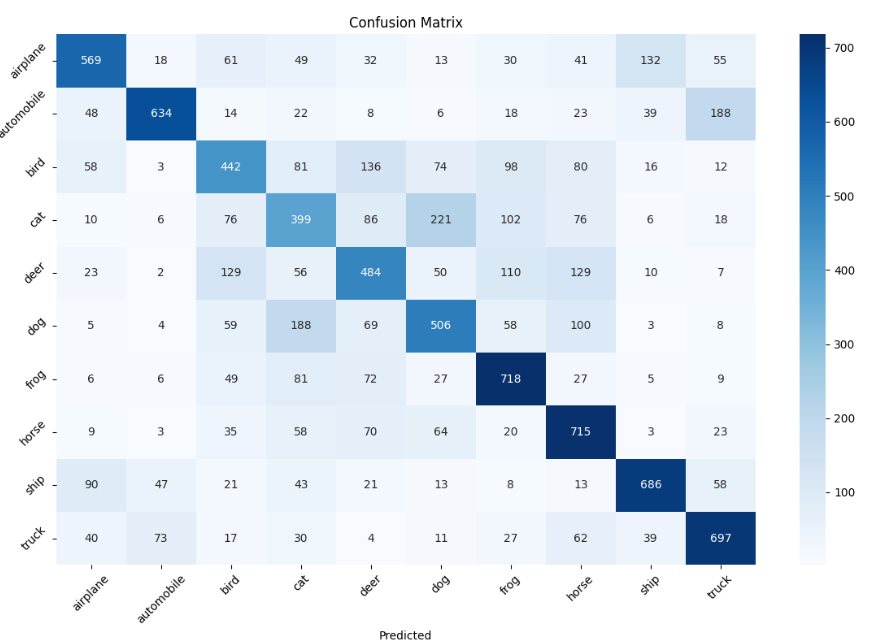 Confusion Matrix
airplane 569 18 61 49 32 13 30 41 132 55
automobile 48 634 14 22 8 6 18 23 39 188
bird 58 3 442 81 136 74 98 80 16 12
cat 10 6 76 399 86 221 102 76 6 18
deer 23 2 129 56 484 50 110 129 10 7
dog 5 4 59 188 69 506 58 100 3 8
frog 6 6 49 81 72 27 718 27 5 9
horse 9 3 35 58 70 64 20 715 3 23
ship 90 47 21 43 21 13 8 13 686 58
truck 40 73 17 30 4 11 27 62 39 697
airplane automobile bird cat deer dog frog horse ship truck
Predicted
700
600
500
400
300
200
100